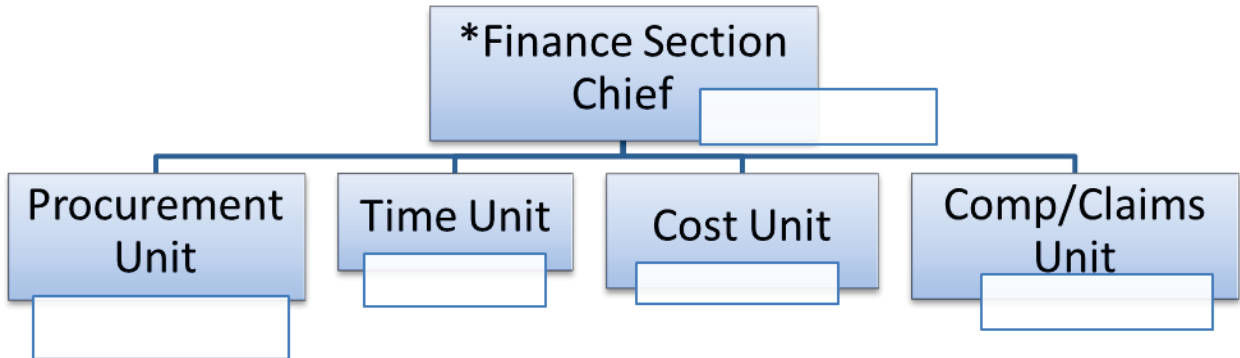 *Finance Section
Chief
Procurement
Unit
Time Unit
Cost Unit
Comp/Claims
Unit